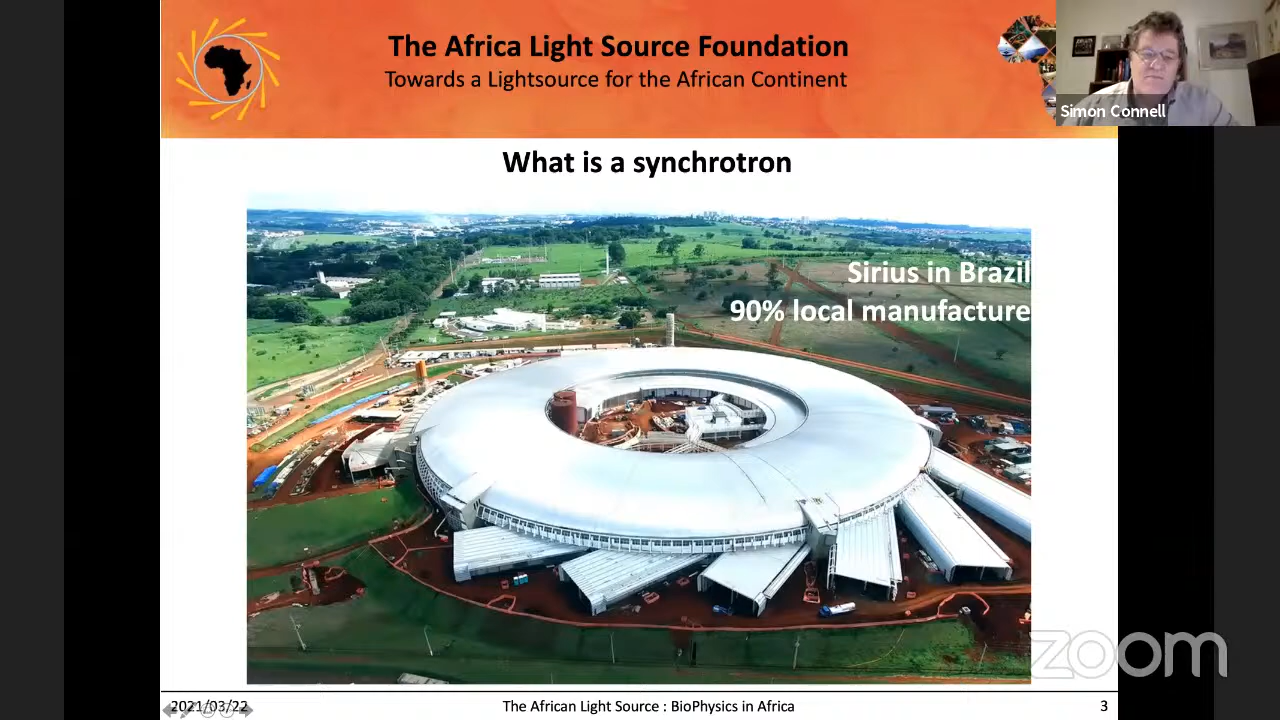 The Africa Light Source Foundation
Towards a Lightsource for the African Continent
Simon Connell
What is a synchrotron
Sirius in Brazil
90% local manufacture
zoom
2021/03/22
The African Light Source : BioPhysics in Africa
3